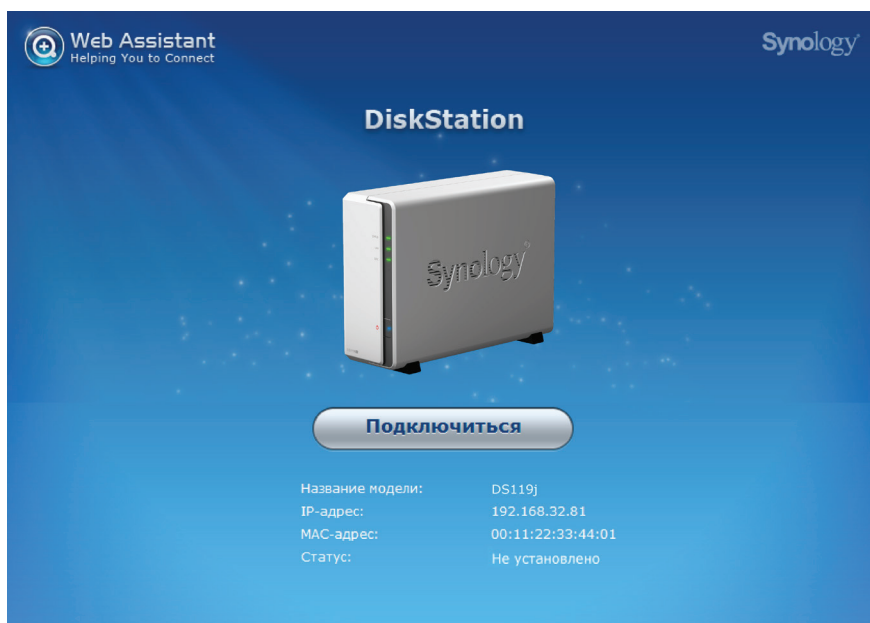 Web Assistant
Helping You to Connect
Synology
DiskStation
Synology
Подключиться
Название модели: DS119j
IP-адрес: 192.168.32.81
MAC-адрес: 00:11:22:33:44:01
Статус: Не установлено